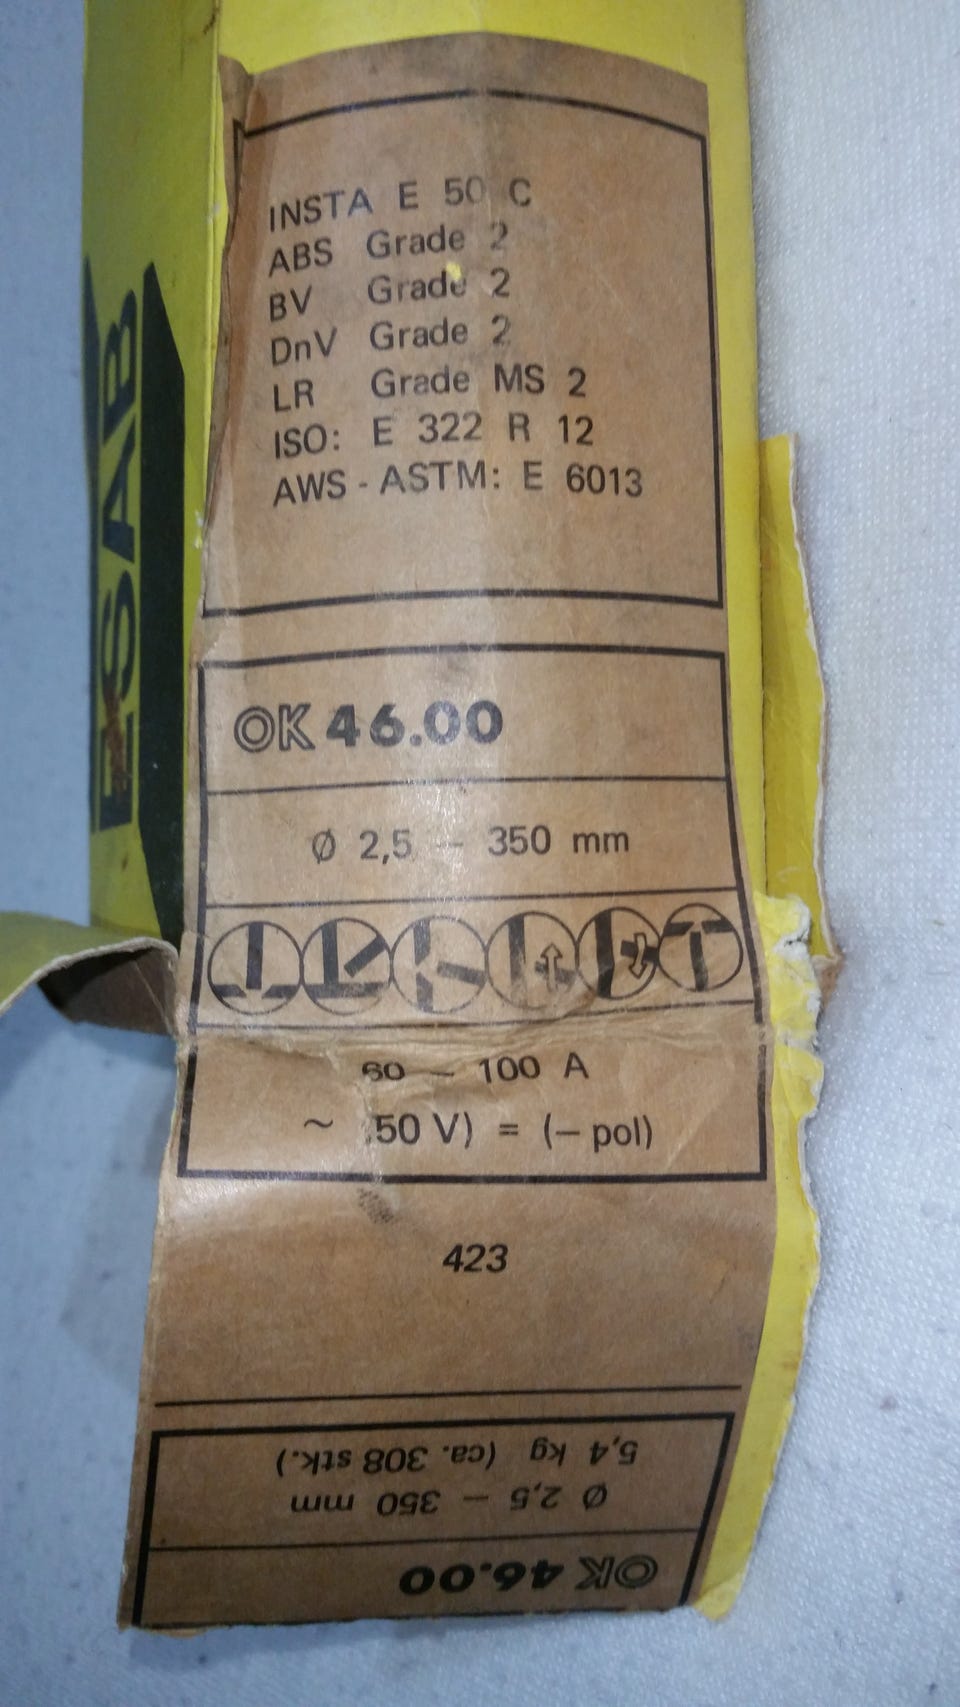 ESAB
INSTA E 50 C
ABS Grade 2
BV Grade 2
DnV Grade 2
LR Grade MS 2
ISO: E 322 R 12
AWS - ASTM: E 6013
OK 46.00
Ø 2,5 - 350 mm
60 - 100 A
~ 50 V) = (- pol)
423
5,4 kg (ca. 308 stk.)
Ø 2,5 - 350 mm
OK 46.00